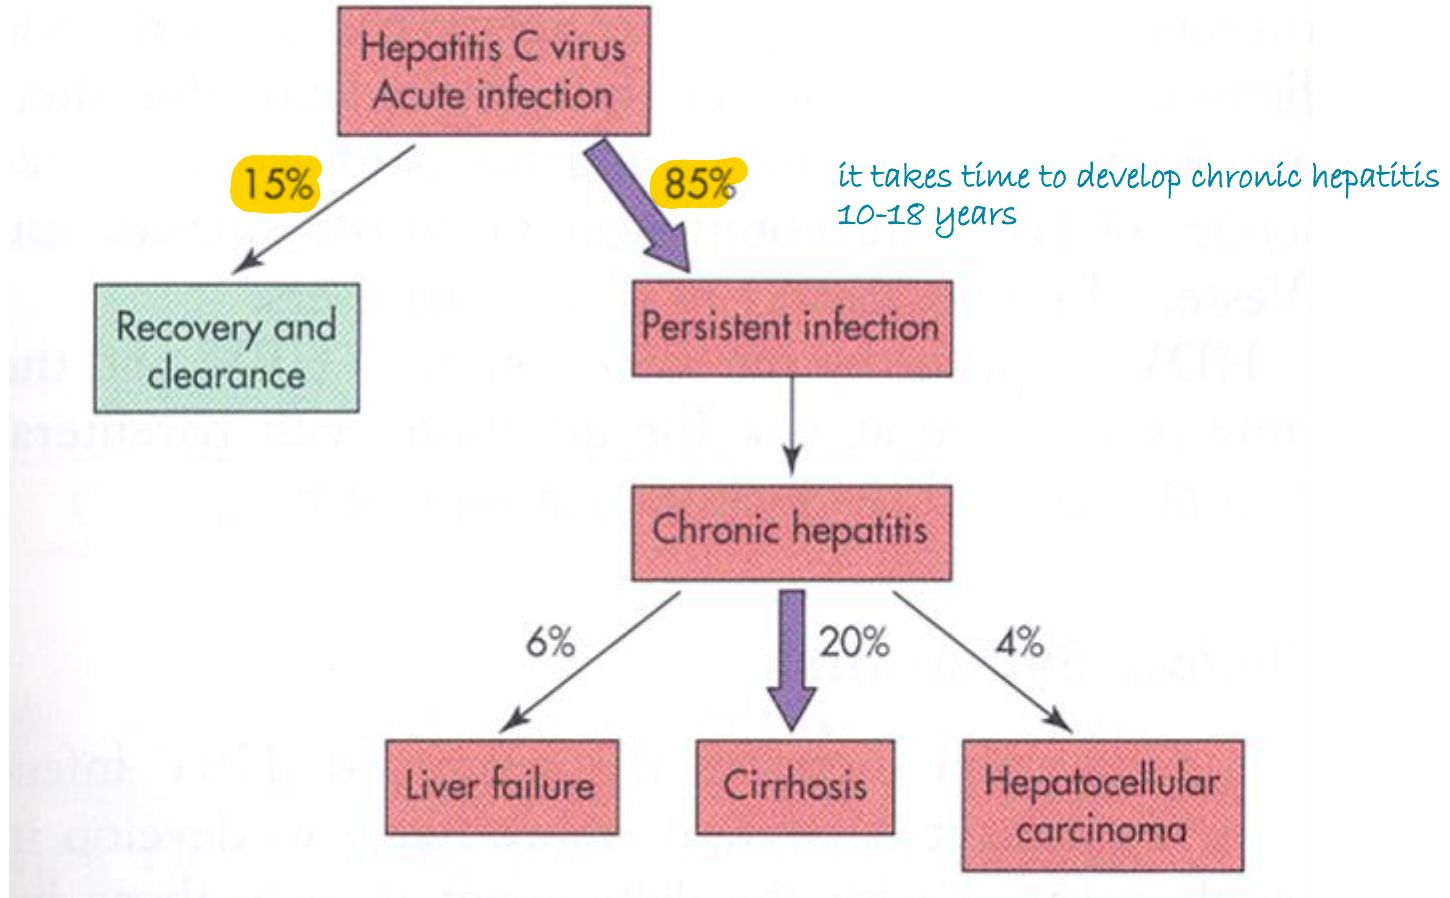 Hepatitis C virus
Acute infection
15%
85%
it takes time to develop chronic hepatitis
10-18 years
Recovery and
clearance
Persistent infection
Chronic hepatitis
6%
20%
4%
Liver failure
Cirrhosis
Hepatocellular
carcinoma